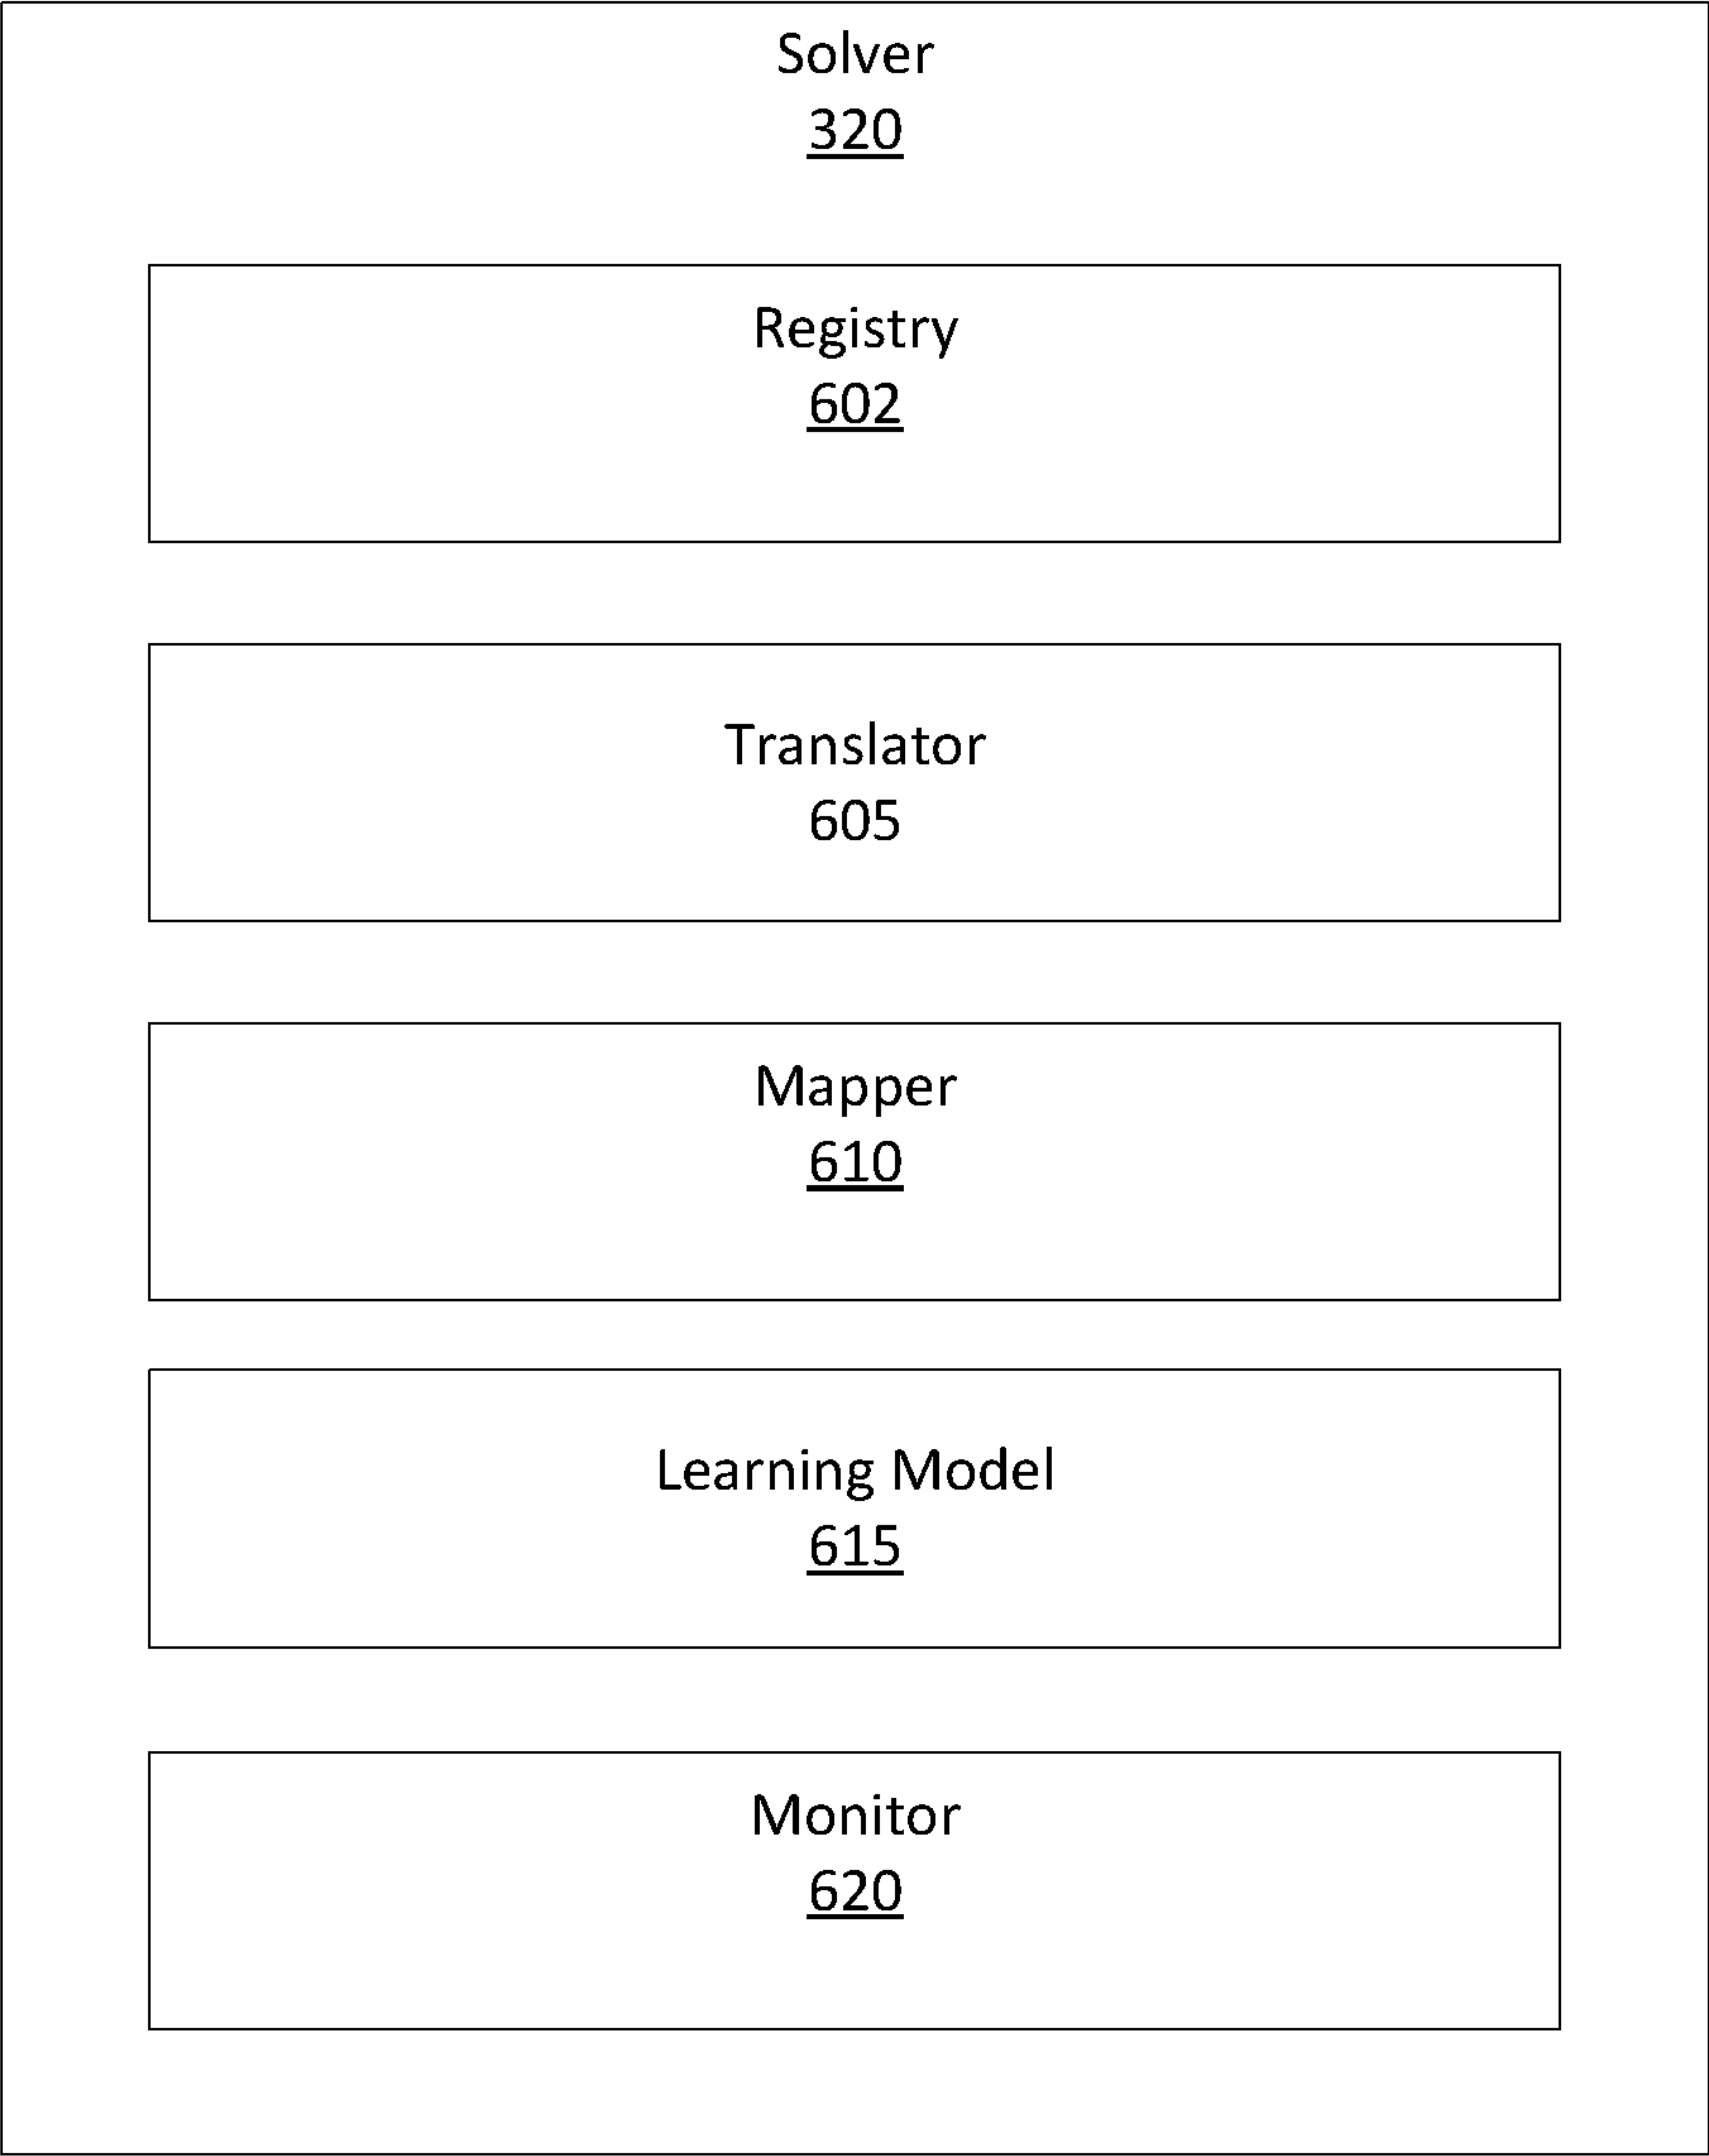 Solver
320
Registry
602
Translator
605
Mapper
610
Learning Model
615
Monitor
620